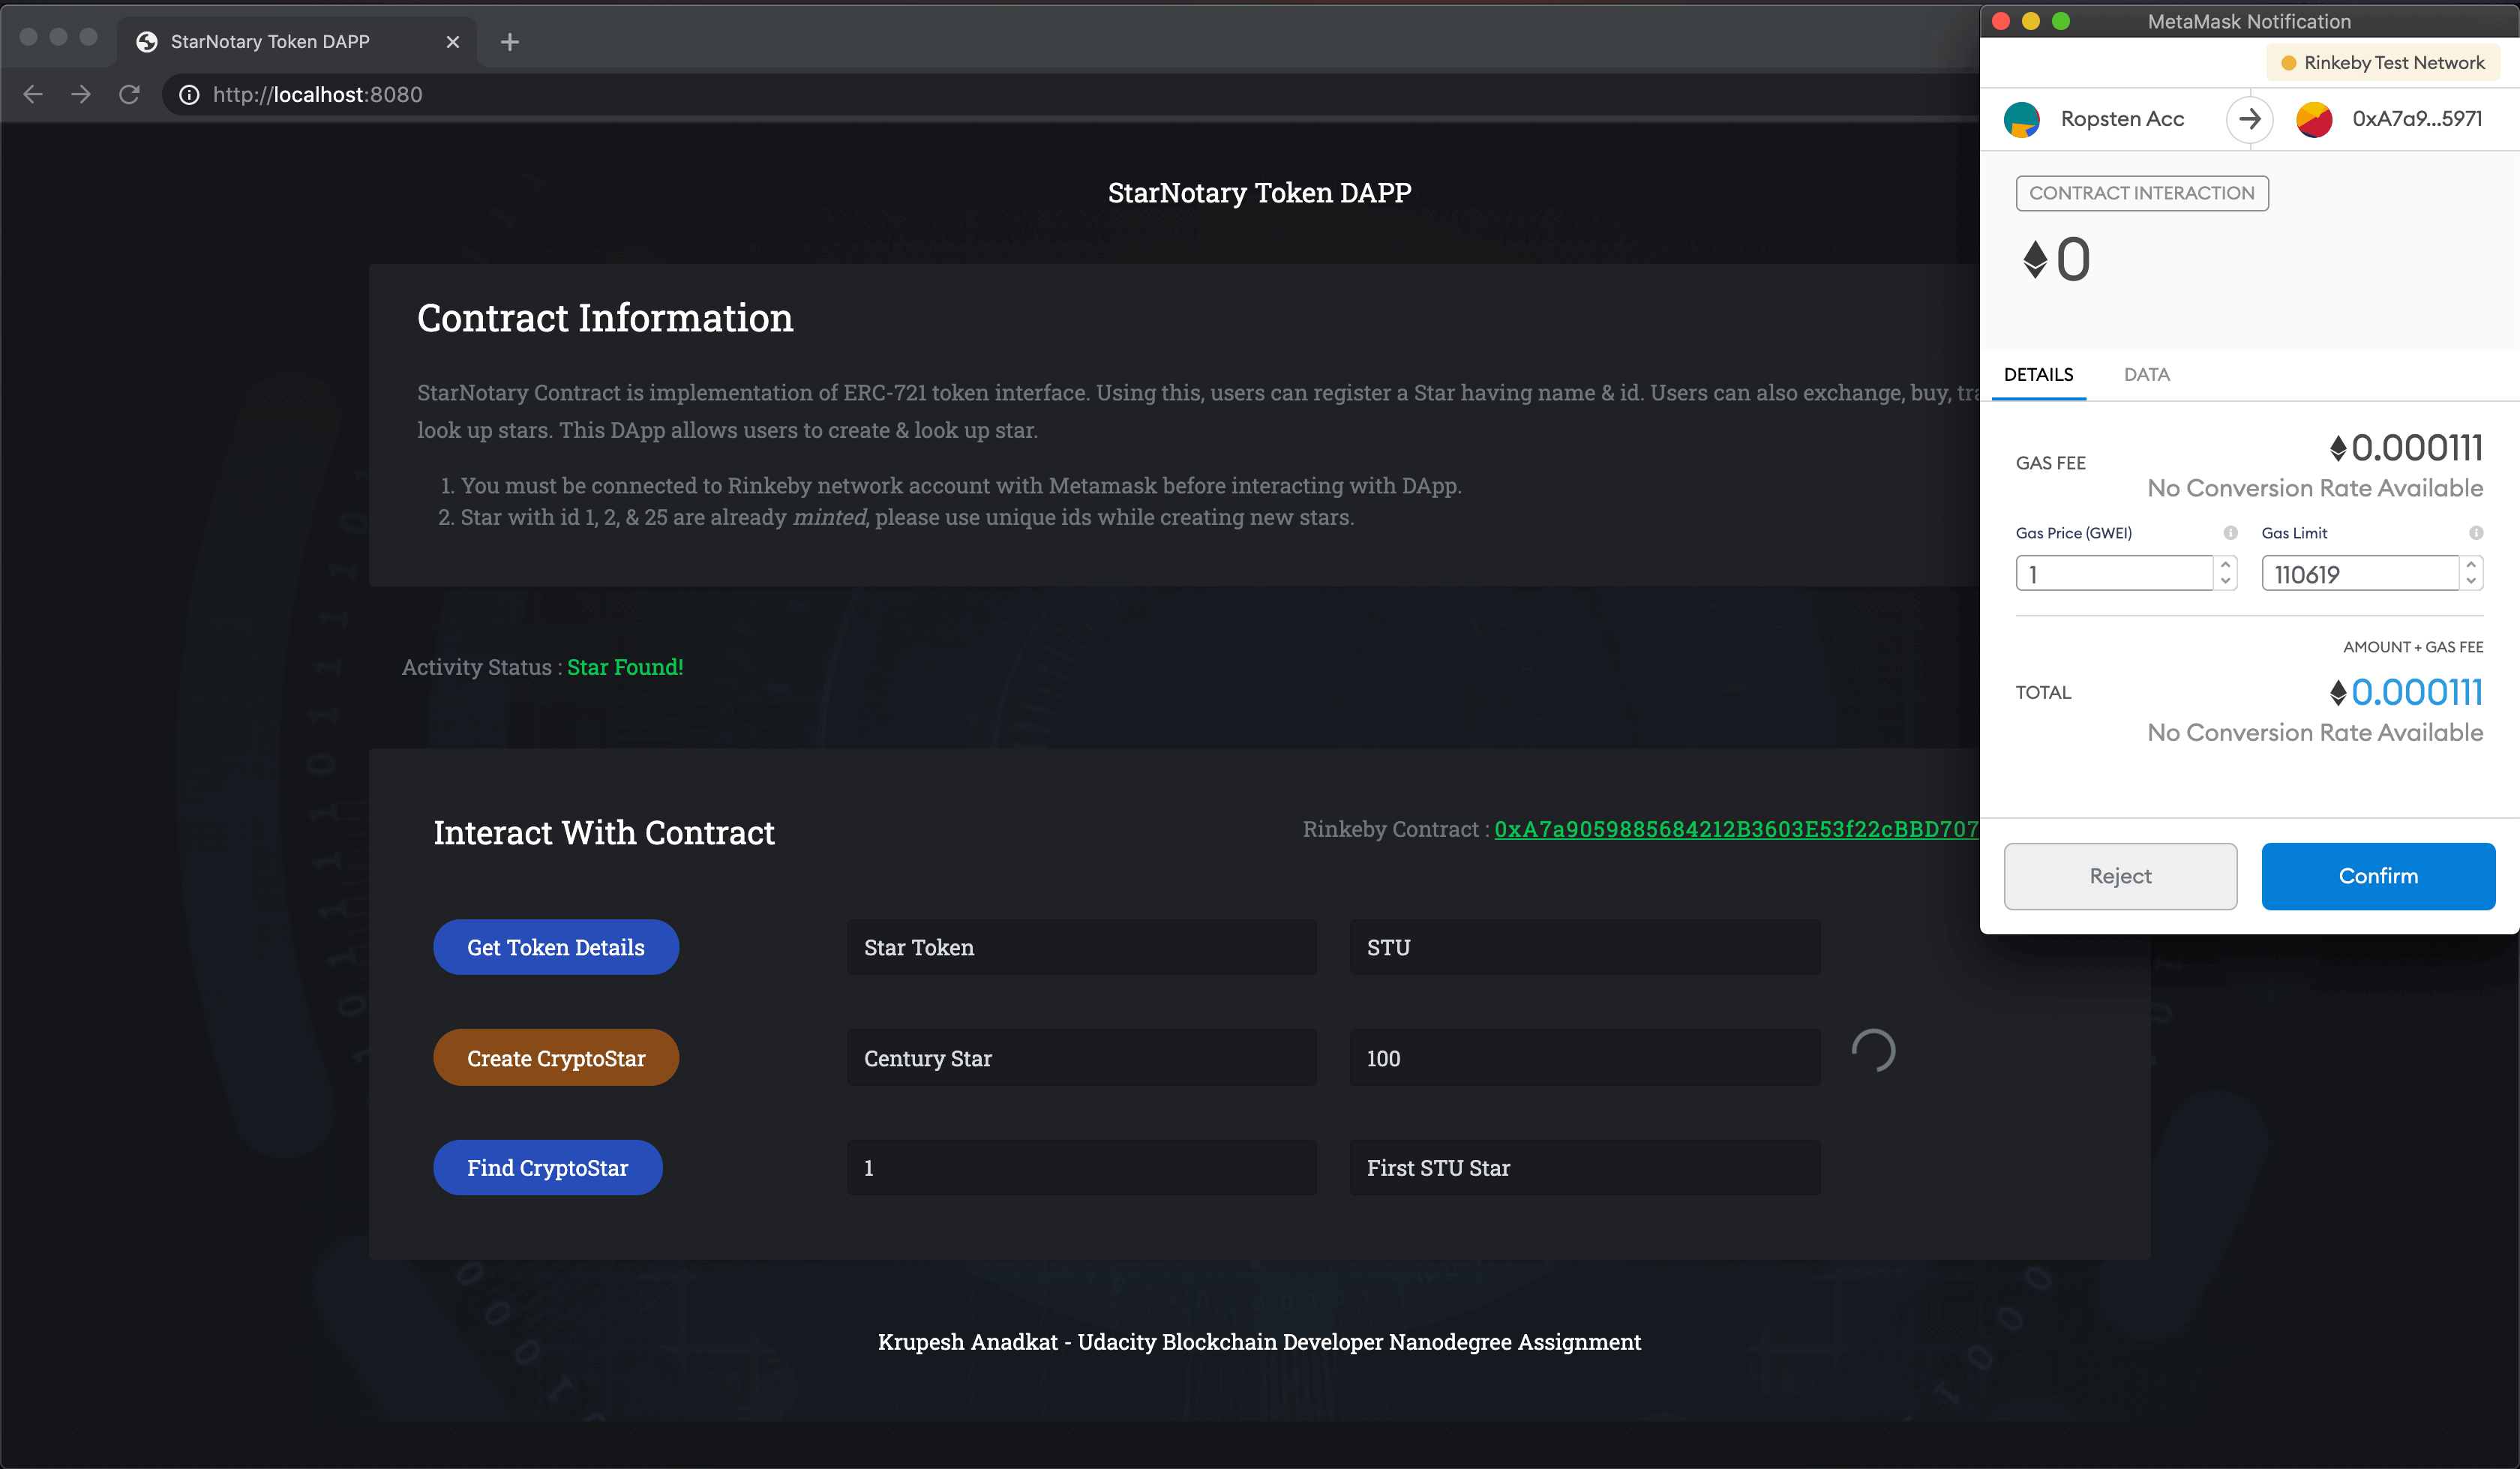 StarNotary Token DAPP
http://localhost:8080
StarNotary Token DAPP
Contract Information
StarNotary Contract is implementation of ERC-721 token interface. Using this, users can register a Star having name & id. Users can also exchange, buy,
look up stars. This DApp allows users to create & look up star.
1. You must be connected to Rinkeby network account with Metamask before interacting with DApp.
2. Star with id 1, 2, & 25 are already minted, please use unique ids while creating new stars.
Activity Status : Star Found!
Interact With Contract
Rinkeby Contract : 0xA7a9059885684212B3603E53f22cBBD707
Get Token Details
Star Token
STU
Create CryptoStar
Century Star
100
Find CryptoStar
1
First STU Star
Krupesh Anadkat - Udacity Blockchain Developer Nanodegree Assignment
MetaMask Notification
Rinkeby Test Network
Ropsten Acc
0xA7a9...5971
CONTRACT INTERACTION
0
DETAILS
DATA
GAS FEE
0.000111
No Conversion Rate Available
Gas Price (GWEI)
Gas Limit
1
110619
AMOUNT + GAS FEE
TOTAL
0.000111
No Conversion Rate Available
Reject
Confirm